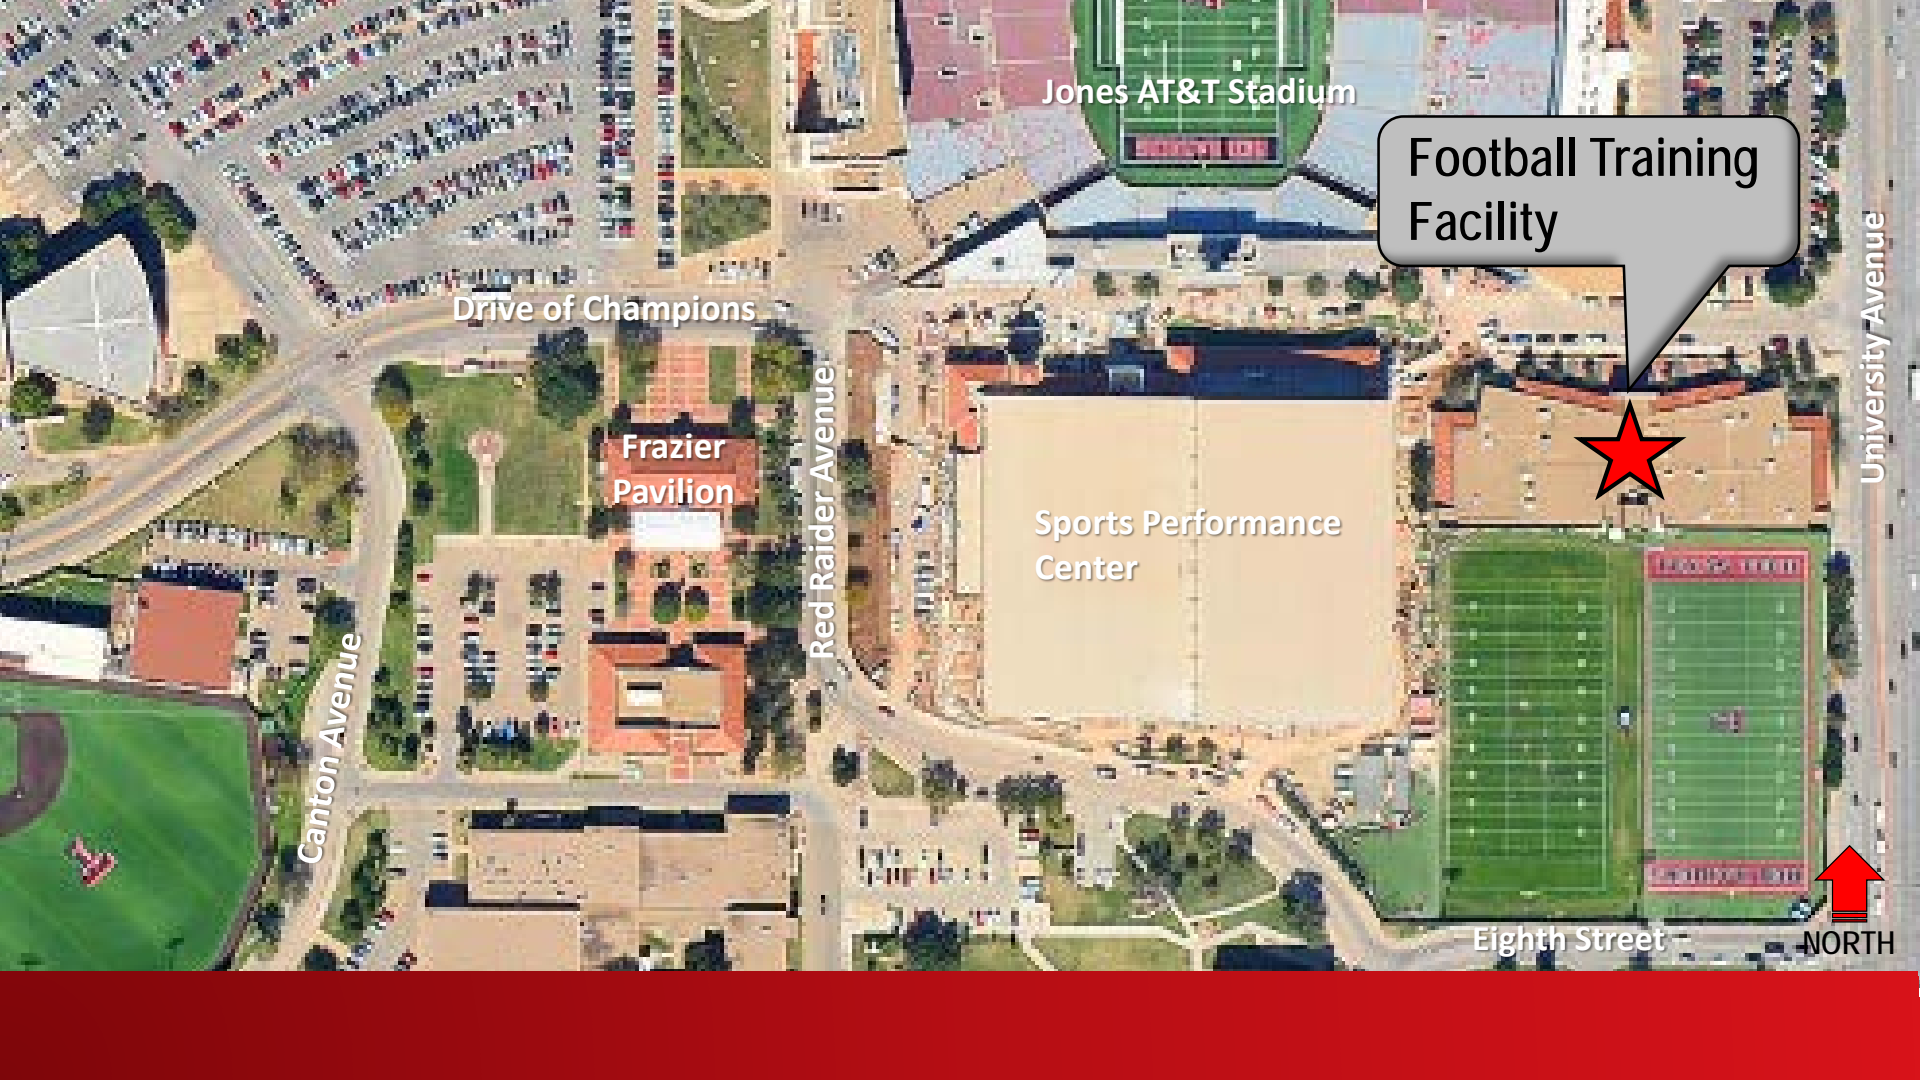 Jones AT&T Stadium
Football Training
Facility
University Avenue
Drive of Champions
Frazier
Pavilion
Red Raider Avenue
Sports Performance
Center
Canton Avenue
Eighth Street
NORTH